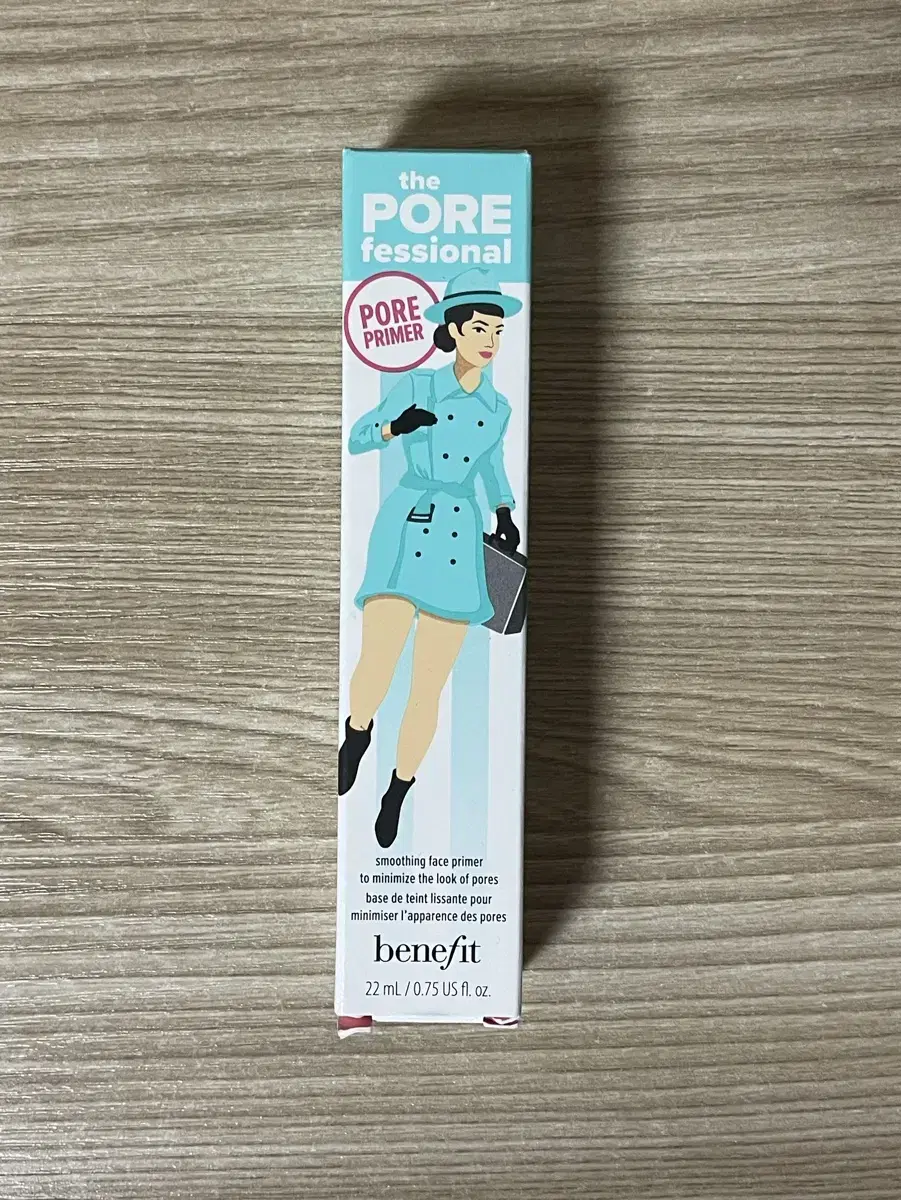 the
PORE
fessional
PORE
PRIMER
smoothing face primer
to minimize the look of pores
base de teint lissante pour
minimiser l'apparence des pores
benefit
22 mL / 0.75 US fl. oz.